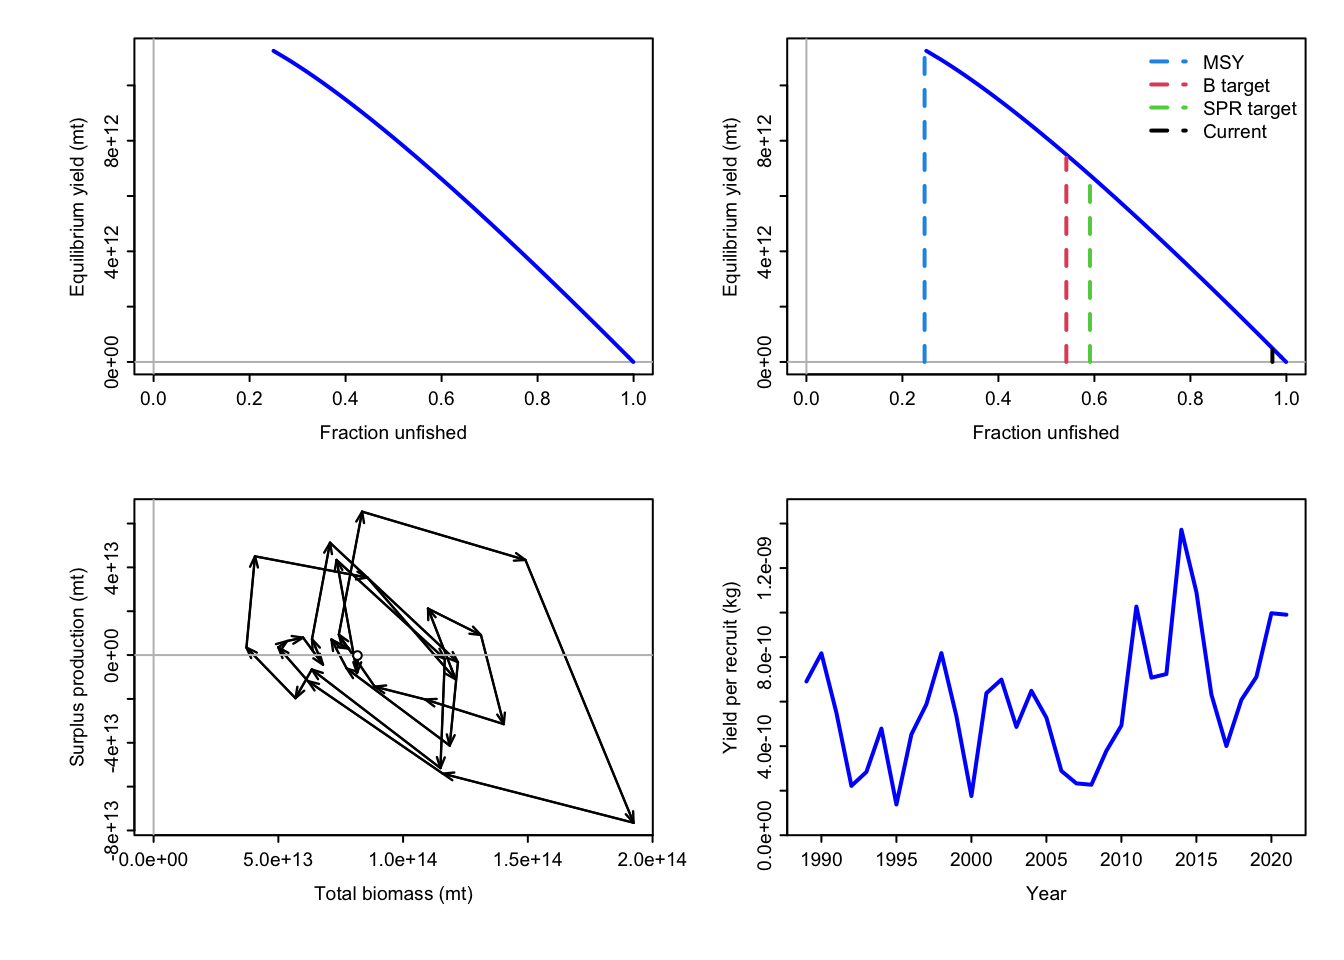 Equilibrium yield (mt)
8e+12
4e+12
0e+00
0.0 0.2 0.4 0.6 0.8 1.0
Fraction unfished
Equilibrium yield (mt)
8e+12
4e+12
0e+00
MSY
B target
SPR target
Current
0.0 0.2 0.4 0.6 0.8 1.0
Fraction unfished
Surplus production (mt)
4e+13
0e+00
-4e+13
-8e+13
0.0e+00 5.0e+13 1.0e+14 1.5e+14 2.0e+14
Total biomass (mt)
Yield per recruit (kg)
1.2e-09
8.0e-10
4.0e-10
0.0e+00
1990 1995 2000 2005 2010 2015 2020
Year